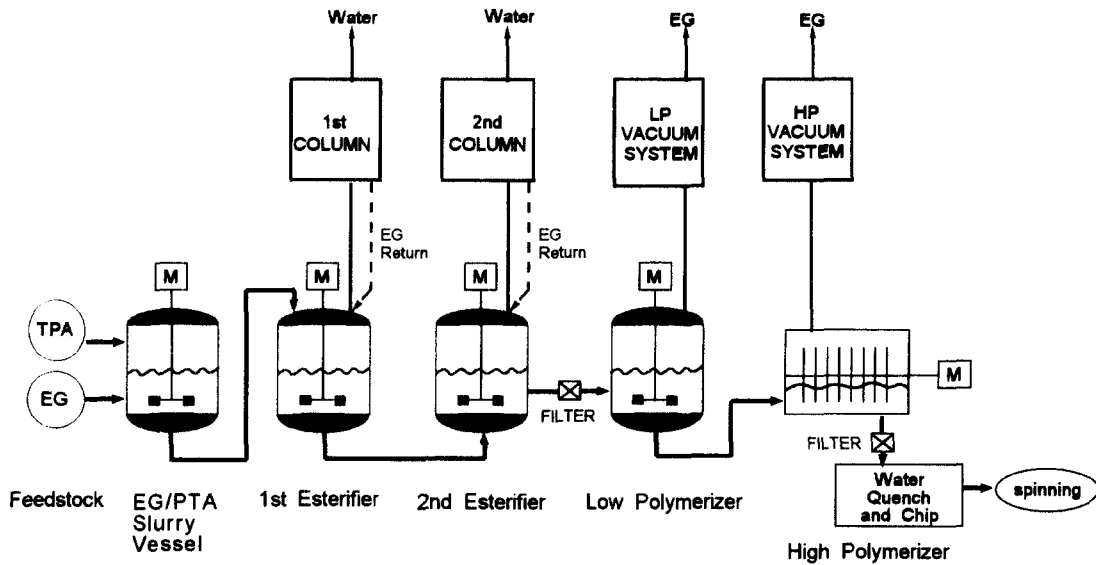 Water
Water
EG
EG
1st
COLUMN
2nd
COLUMN
LP
VACUUM
SYSTEM
HP
VACUUM
SYSTEM
EG
Return
EG
Return
M
M
M
M
TPA
EG
M
FILTER
FILTER
Feedstock
EG/PTA
Slurry
Vessel
1st Esterifier
2nd Esterifier
Low Polymerizer
Water
Quench
and Chip
spinning
High Polymerizer